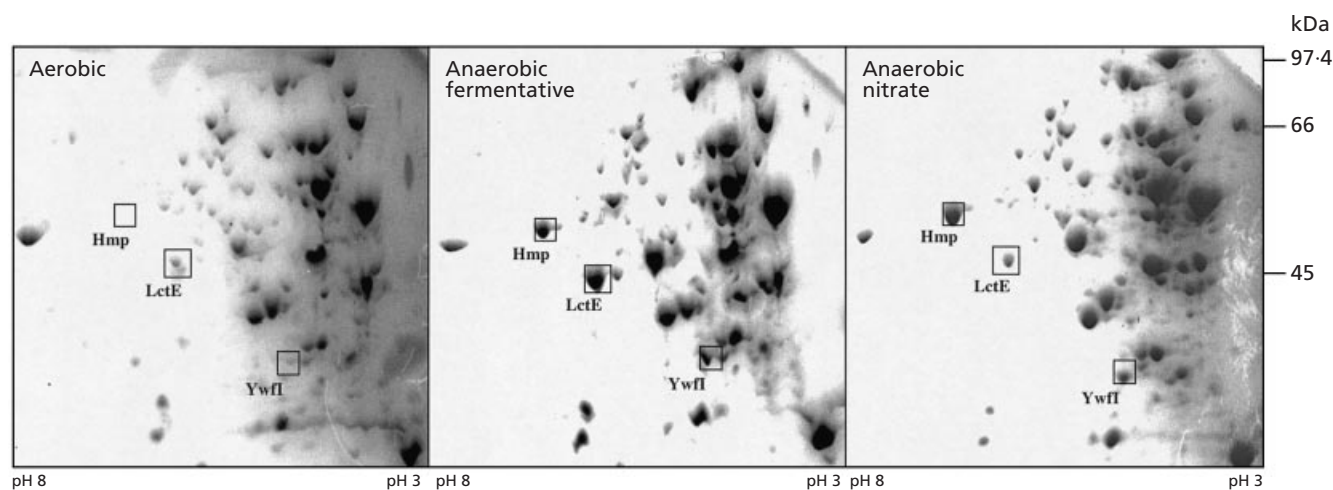 kDa
97·4
66
45
Aerobic
Hmp
LctE
YwfI
Anaerobic
fermentative
Hmp
LctE
YwfI
Anaerobic
nitrate
Hmp
LctE
YwfI
pH 8 pH 3 pH 8 pH 3 pH 8 pH 3